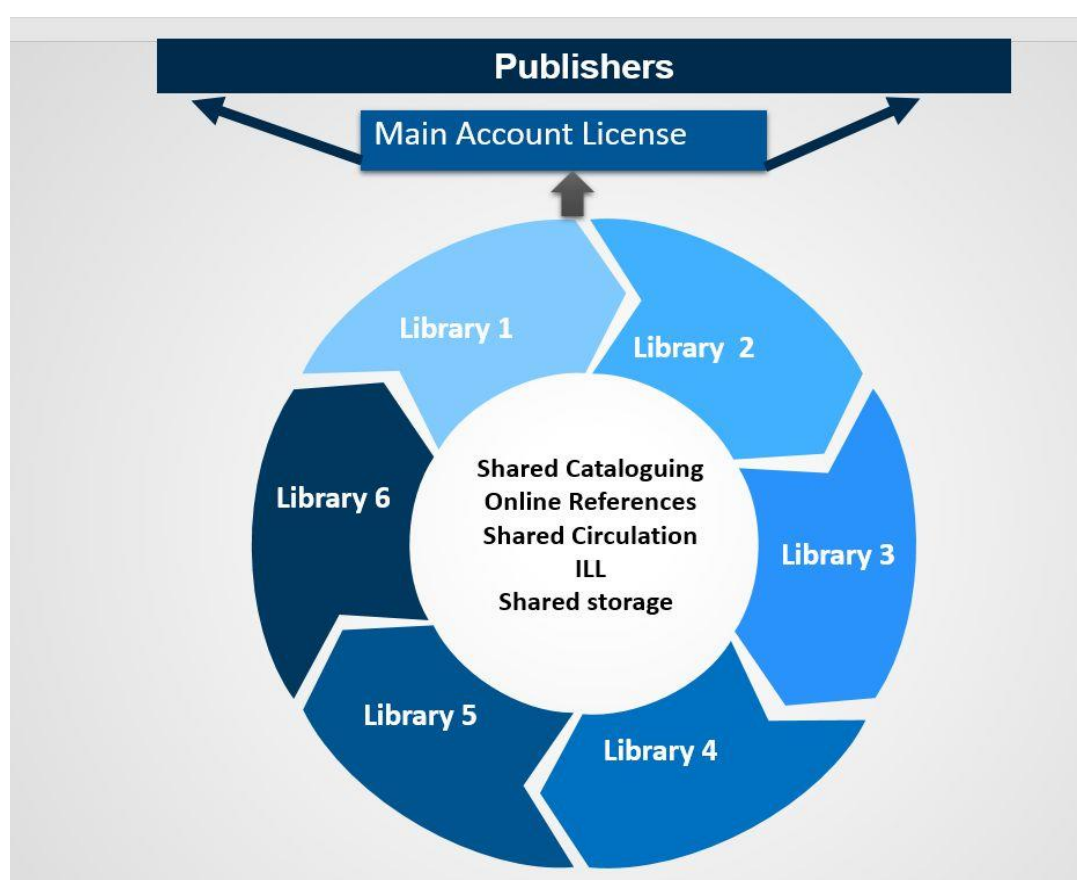 Publishers
Main Account License
Library 1
Library 2
Library 3
Library 4
Library 5
Library 6
Shared Cataloguing
Online References
Shared Circulation
ILL
Shared storage